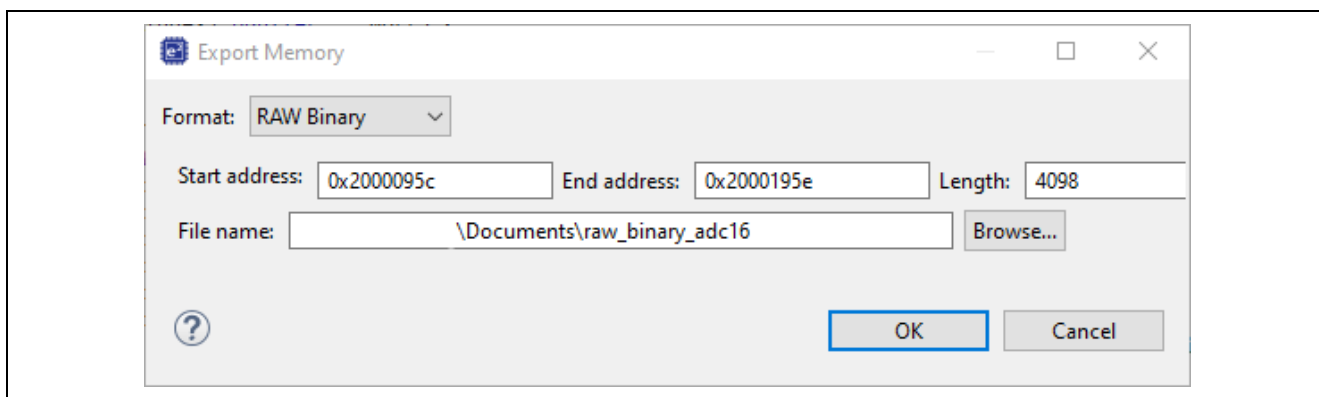 Export Memory
Format: RAW Binary
Start address: 0x2000095c End address: 0x2000195e Length: 4098
File name: \Documents\raw_binary_adc16 Browse...
? OK Cancel